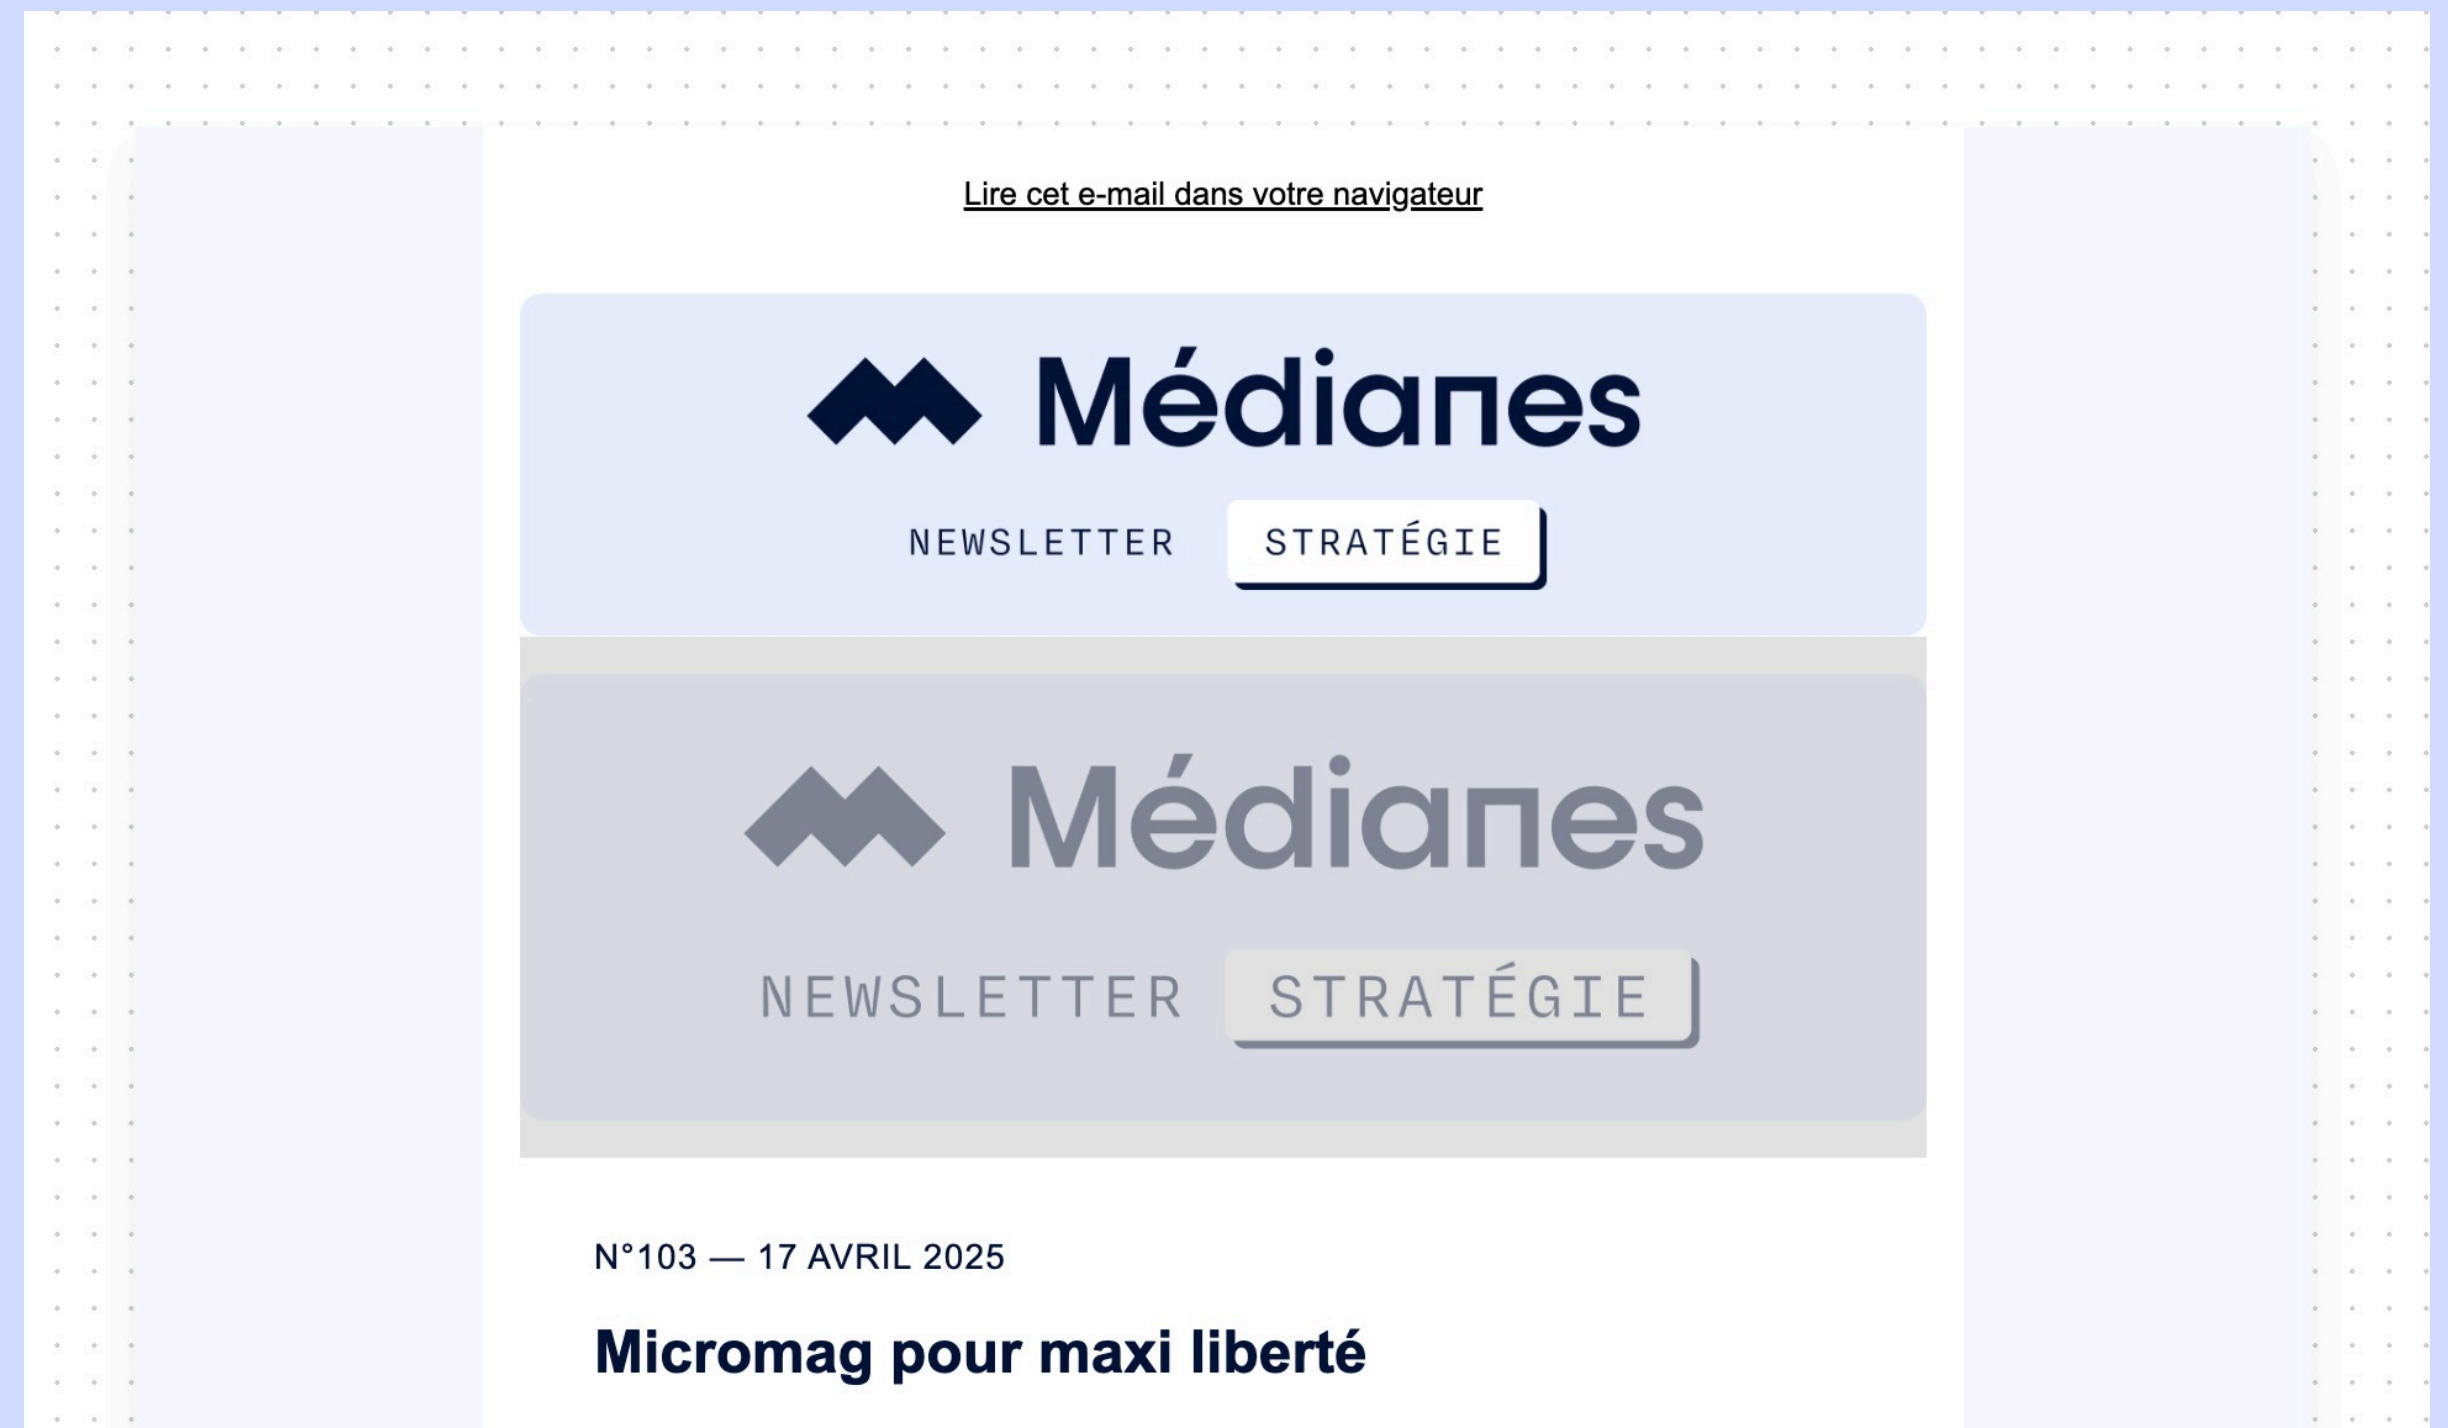 Lire cet e-mail dans votre navigateur
Médianes
NEWSLETTER STRATÉGIE
Médianes
NEWSLETTER STRATÉGIE
N°103 — 17 AVRIL 2025
Micromag pour maxi liberté